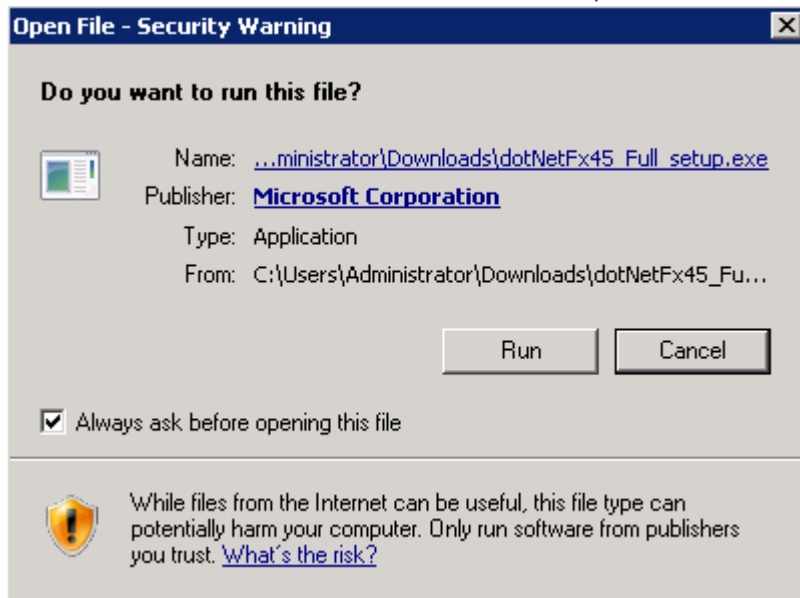 Open File - Security Warning
Do you want to run this file?
Name: ...ministrator\Downloads\dotNetFx45_Full_setup.exe
Publisher: Microsoft Corporation
Type: Application
From: C:\Users\Administrator\Downloads\dotNetFx45_Fu...
Run Cancel
Always ask before opening this file
While files from the Internet can be useful, this file type can
potentially harm your computer. Only run software from publishers
you trust. What's the risk?